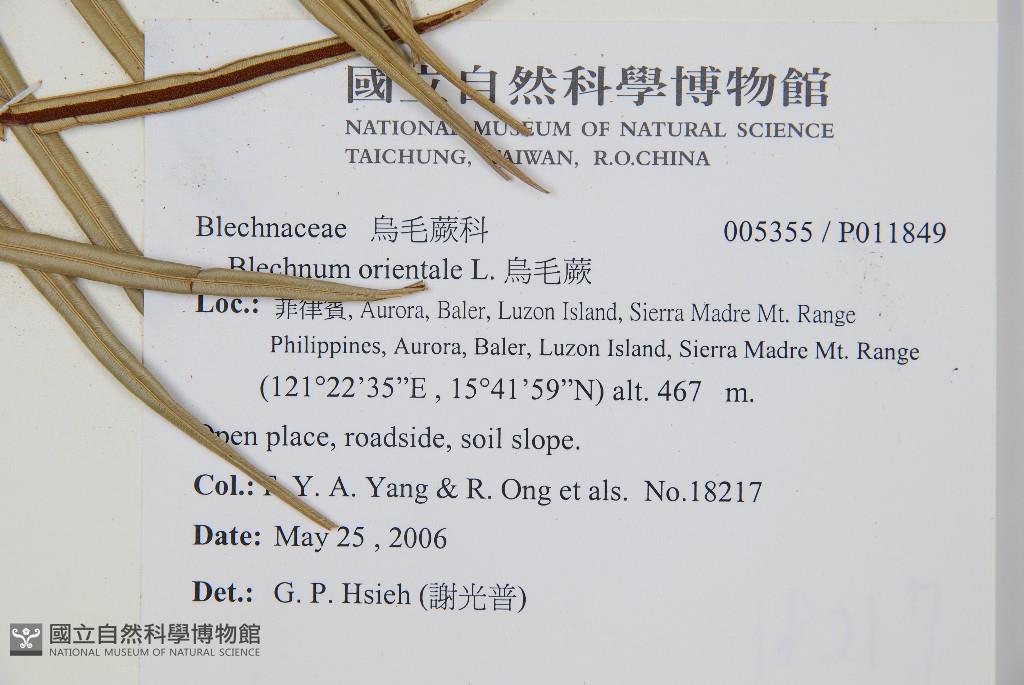 國立自然科學博物館
NATIONAL MUSEUM OF NATURAL SCIENCE
TAICHUNG, TAIWAN, R.O.CHINA
Blechnaceae 烏毛蕨科 005355 / P011849
Blechnum orientale L. 烏毛蕨
Loc.: 菲律賓, Aurora, Baler, Luzon Island, Sierra Madre Mt. Range
Philippines, Aurora, Baler, Luzon Island, Sierra Madre Mt. Range
(121°22’35”E , 15°41’59”N) alt. 467 m.
Open place, roadside, soil slope.
Col.: Y. A. Yang & R. Ong et als. No.18217
Date: May 25 , 2006
Det.: G. P. Hsieh (謝光普)
國立自然科學博物館
NATIONAL MUSEUM OF NATURAL SCIENCE